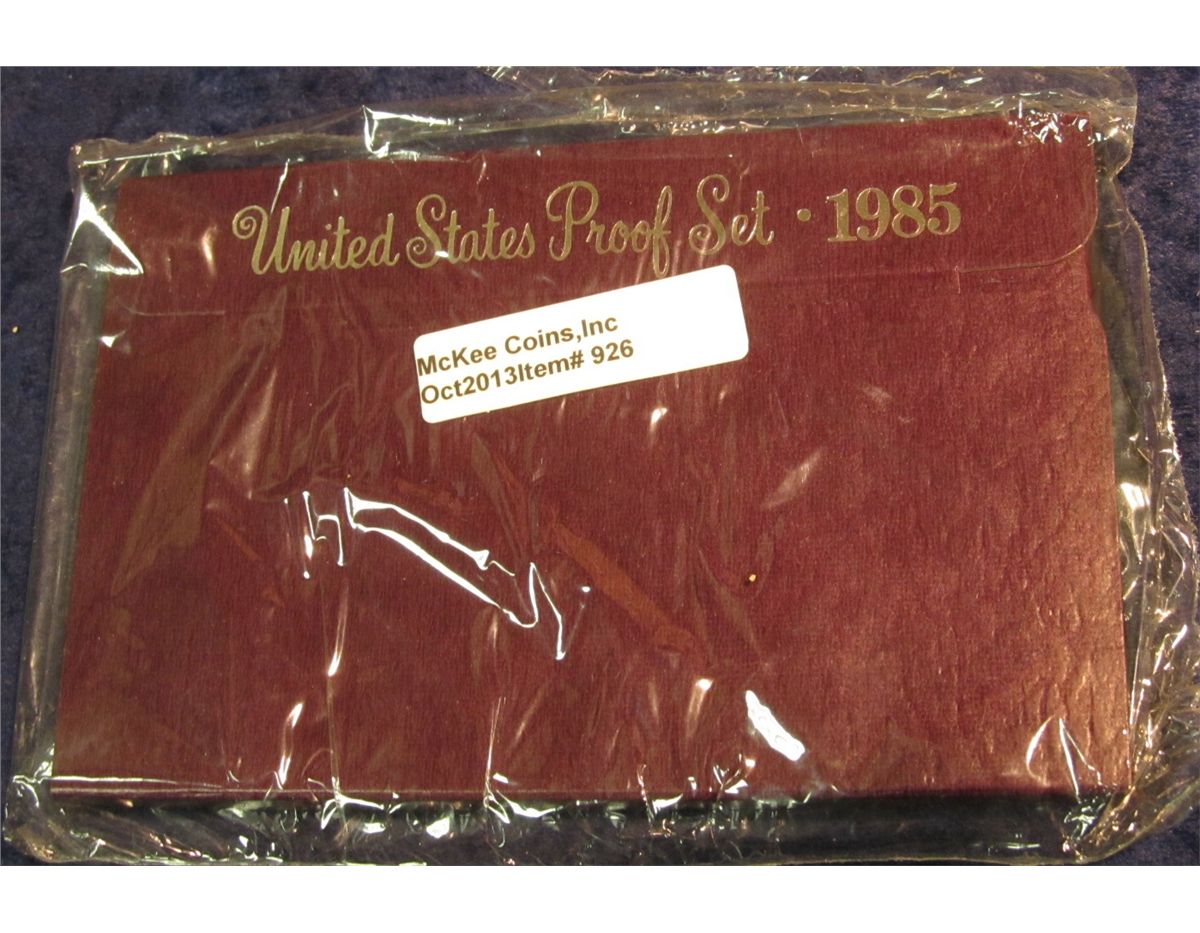 United States Proof Set · 1985
McKee Coins,Inc
Oct2013Item# 926